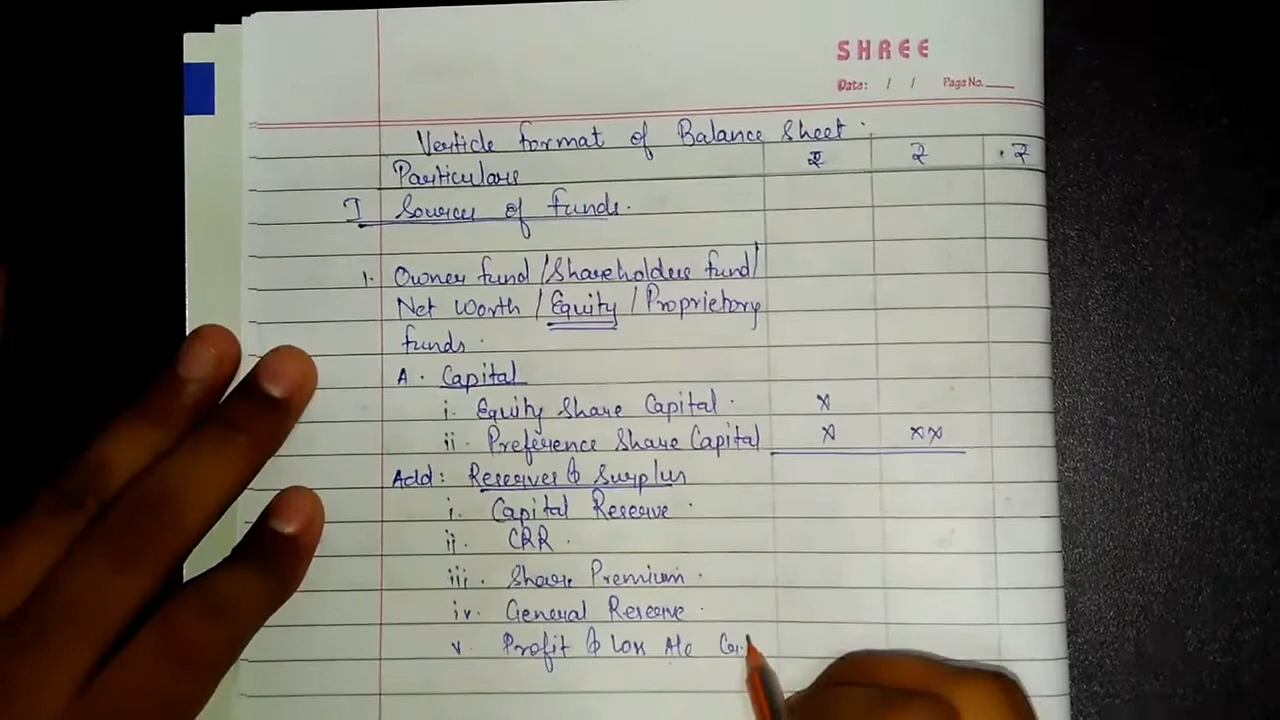 SHREE
Date: / / Page No.
Verticle format of Balance Sheet.
Particulars ₹ ₹ ₹
I Sources of funds.
1. Owner fund/Shareholders fund/
Net Worth / Equity / Proprietory
funds.
A. Capital
i. Equity Share Capital. x
ii. Preference Share Capital x xx
Add: Reserves & Surplus
i. Capital Reserve.
ii. CRR.
iii. Share Premium.
iv. General Reserve.
v. Profit & Loss A/c